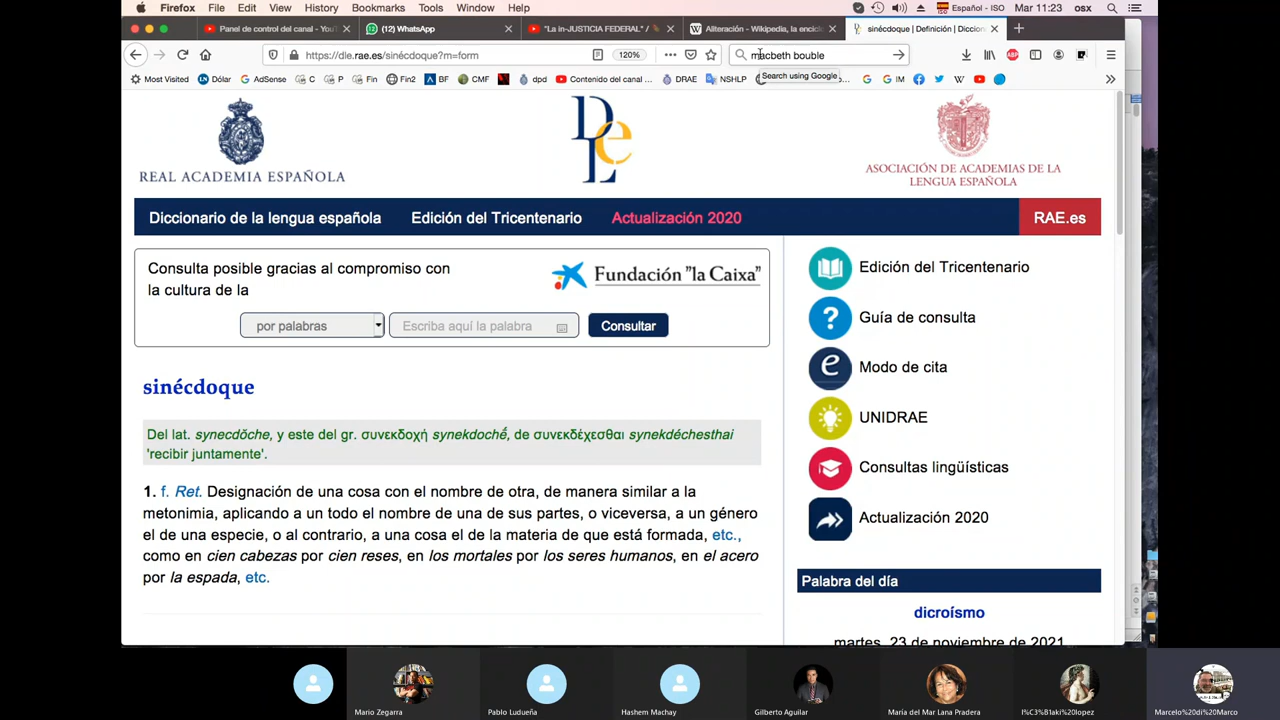 Firefox File Edit View History Bookmarks Tools Window Help Español - ISO Mar 11:23 osx
Panel de control del canal - You (12) WhatsApp "La in-JUSTICIA FEDERAL" / Aliteración - Wikipedia, la encicl sinécdoque | Definición | Diccion
https://dle.rae.es/sinécdoque?m=form 120% macbeth bouble
Search using Google
Most Visited Dólar AdSense C P Fin2 BF CMF dpd Contenido del canal ... DRAE NSHLP G IM
REAL ACADEMIA ESPAÑOLA
DLe
ASOCIACIÓN DE ACADEMIAS DE LA
LENGUA ESPAÑOLA
Diccionario de la lengua española Edición del Tricentenario Actualización 2020 RAE.es
Consulta posible gracias al compromiso con
la cultura de la
Fundación "la Caixa"
por palabras Escriba aquí la palabra Consultar
sinécdoque
Del lat. synecdŏche, y este del gr. συνεκδοχή synekdochḗ, de συνεκδέχεσθαι synekdéchesthai
'recibir juntamente'.
1. f. Ret. Designación de una cosa con el nombre de otra, de manera similar a la
metonimia, aplicando a un todo el nombre de una de sus partes, o viceversa, a un género
el de una especie, o al contrario, a una cosa el de la materia de que está formada, etc.,
como en cien cabezas por cien reses, en los mortales por los seres humanos, en el acero
por la espada, etc.
Edición del Tricentenario
Guía de consulta
Modo de cita
UNIDRAE
Consultas lingüísticas
Actualización 2020
Palabra del día
dicroísmo
martes, 23 de noviembre de 2021
Mario Zegarra Pablo Ludueña Hashem Machay Gilberto Aguilar María del Mar Lana Pradera I%C3%81aki lopez Marcelo%20di%20Marco